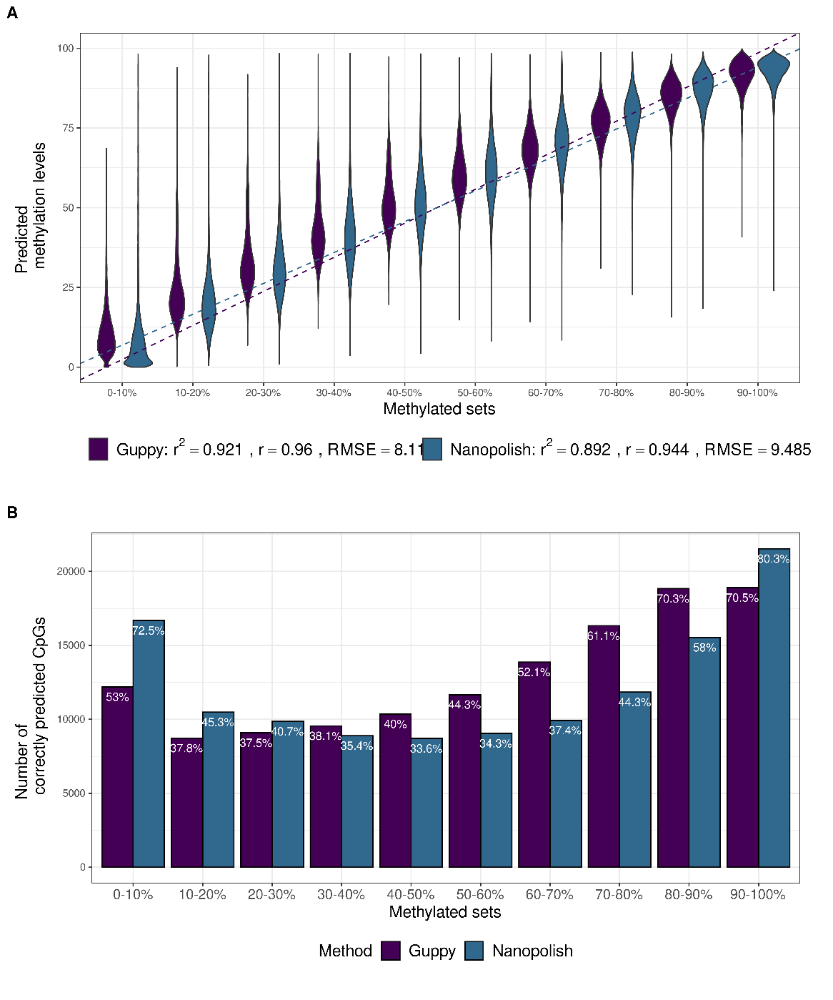 A
Predicted
methylation levels
100
75
50
25
0
0-10% 10-20% 20-30% 30-40% 40-50% 50-60% 60-70% 70-80% 80-90% 90-100%
Methylated sets
Guppy: r² = 0.921 , r = 0.96 , RMSE = 8.11
Nanopolish: r² = 0.892 , r = 0.944 , RMSE = 9.485
B
Number of
correctly predicted CpGs
20000
15000
10000
5000
0
53% 72.5% 37.8% 45.3% 37.5% 40.7% 38.1% 35.4% 40% 33.6% 44.3% 34.3% 52.1% 37.4% 61.1% 44.3% 70.3% 58% 70.5% 80.3%
0-10% 10-20% 20-30% 30-40% 40-50% 50-60% 60-70% 70-80% 80-90% 90-100%
Methylated sets
Method Guppy Nanopolish